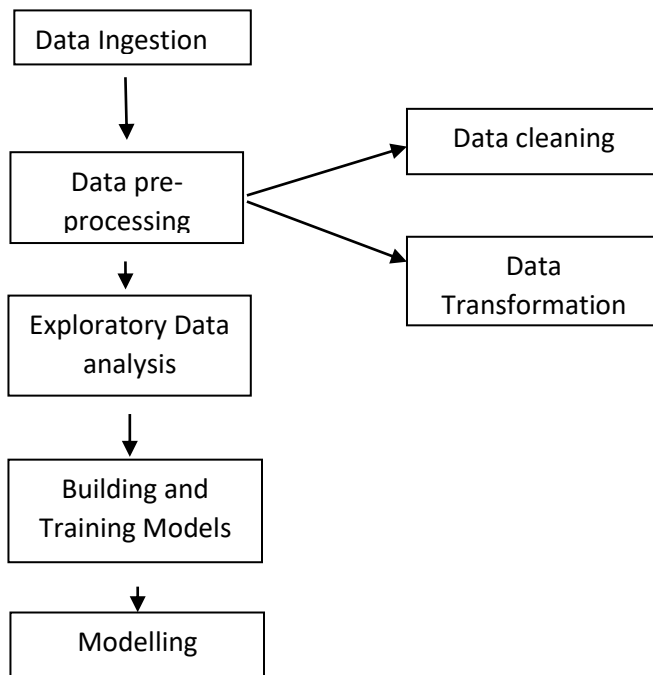 Data Ingestion
Data cleaning
Data pre-
processing
Data
Transformation
Exploratory Data
analysis
Building and
Training Models
Modelling